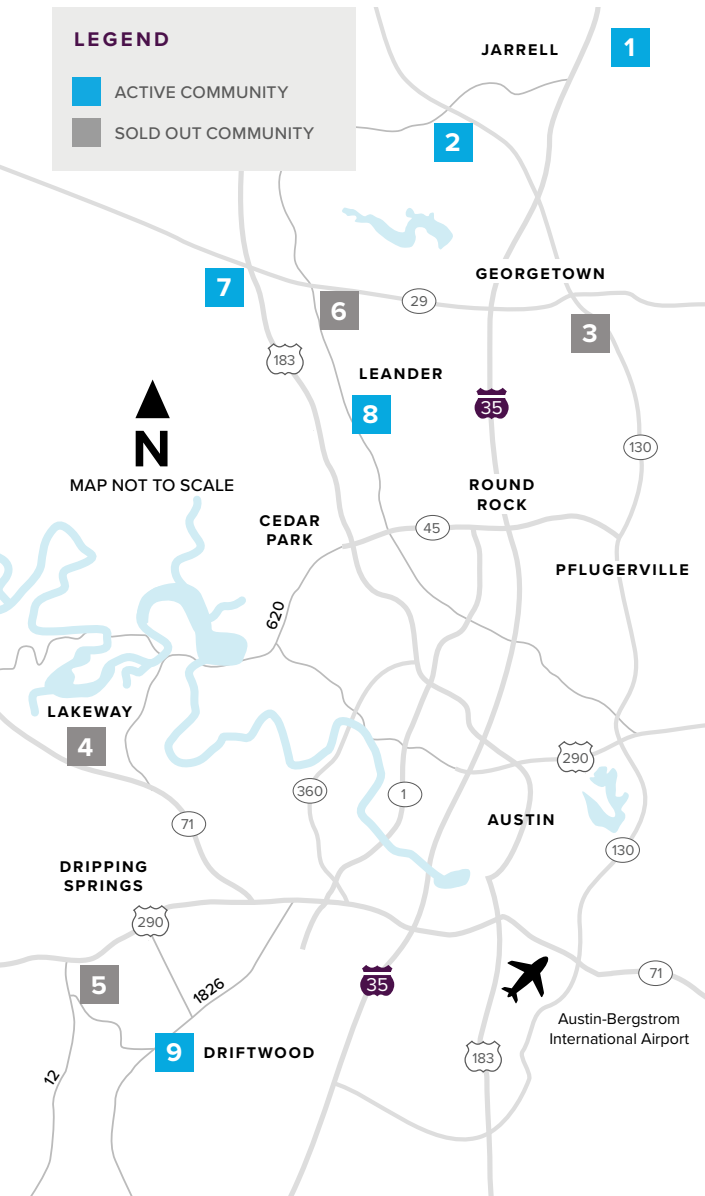 LEGEND
ACTIVE COMMUNITY
SOLD OUT COMMUNITY
JARRELL
1
2
GEORGETOWN
7
29
6
3
183
LEANDER
35
8
130
N
MAP NOT TO SCALE
ROUND
ROCK
CEDAR
PARK
45
PFLUGERVILLE
620
LAKEWAY
4
290
360
1
71
AUSTIN
130
DRIPPING
SPRINGS
290
5
35
71
1826
Austin-Bergstrom
International Airport
9
DRIFTWOOD
183
12